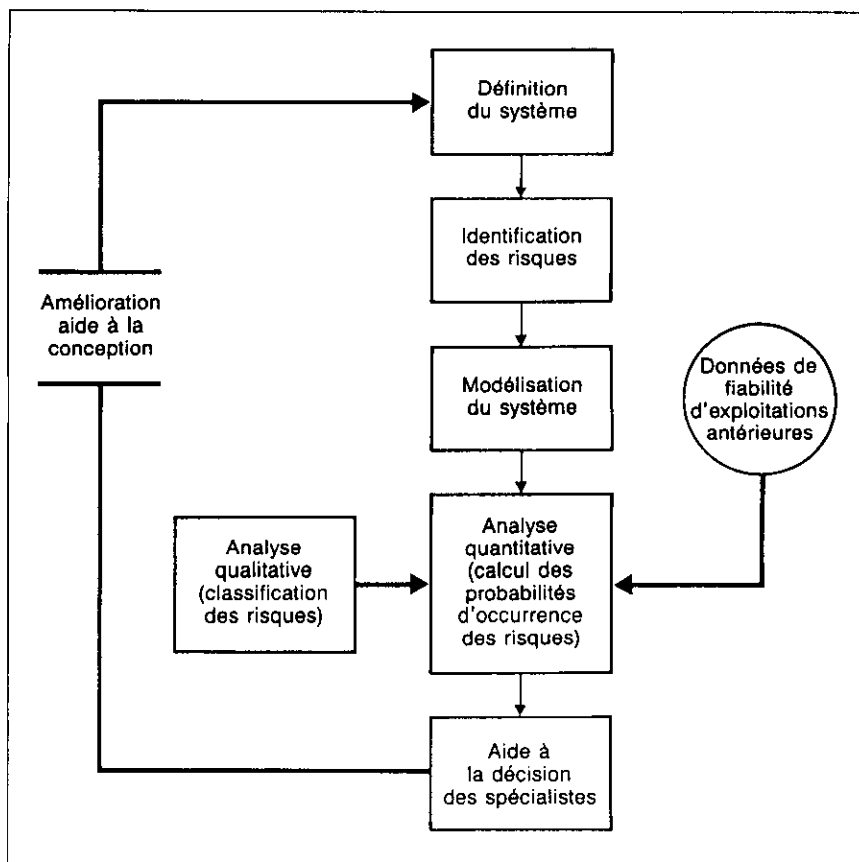 Définition
du système
Identification
des risques
Amélioration
aide à la
conception
Modélisation
du système
Données de
fiabilité
d'exploitations
antérieures
Analyse
qualitative
(classification
des risques)
Analyse
quantitative
(calcul des
probabilités
d'occurrence
des risques)
Aide à
la décision
des spécialistes